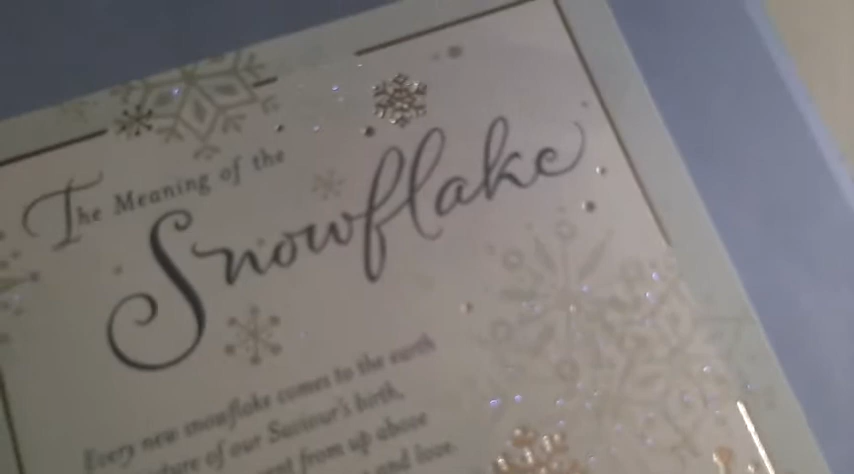 The Meaning of the
Snowflake
Every new snowflake comes to the earth
of our Saviour's birth,
from up above
and love.